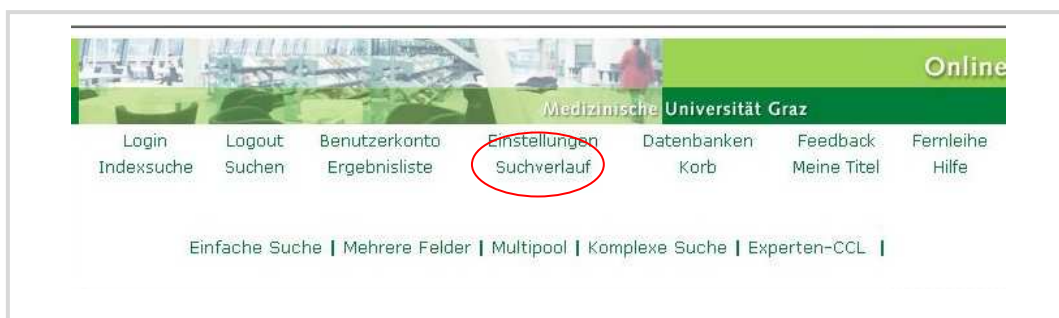 Online
Medizinische Universität Graz
Login Logout Benutzerkonto Einstellungen Datenbanken Feedback Fernleihe
Indexsuche Suchen Ergebnisliste Suchverlauf Korb Meine Titel Hilfe
Einfache Suche | Mehrere Felder | Multipool | Komplexe Suche | Experten-CCL |